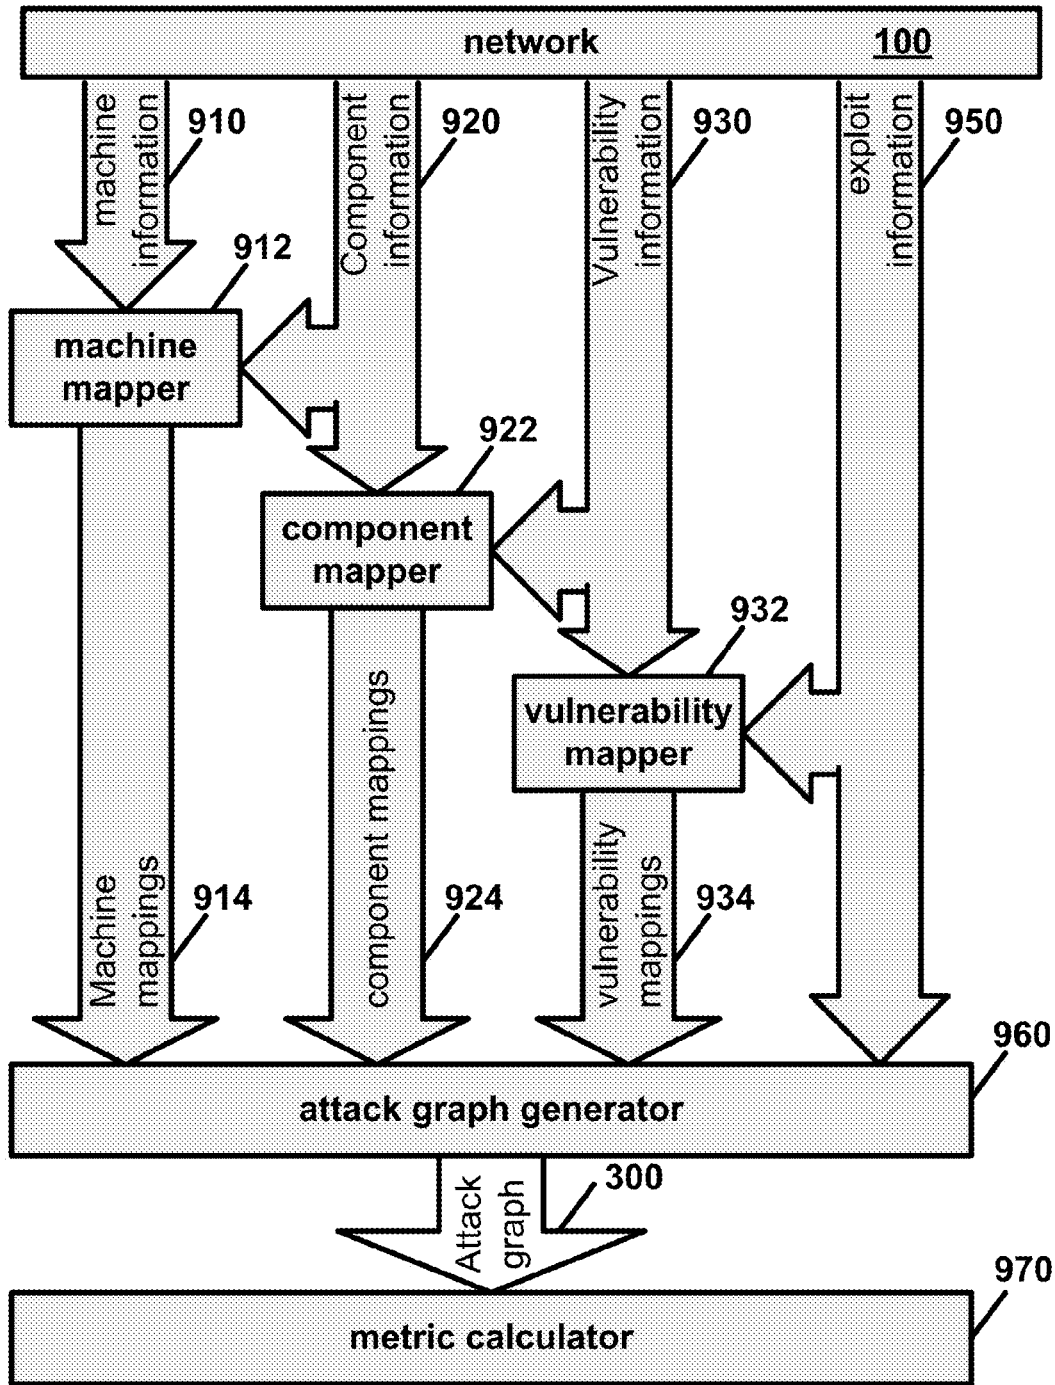 network 100
machine
information
910
Component
information
920
Vulnerability
information
930
exploit
information
950
912
machine
mapper
922
component
mapper
932
vulnerability
mapper
Machine
mappings
914
component mappings
924
vulnerability
mappings
934
960
attack graph generator
Attack
graph
300
970
metric calculator